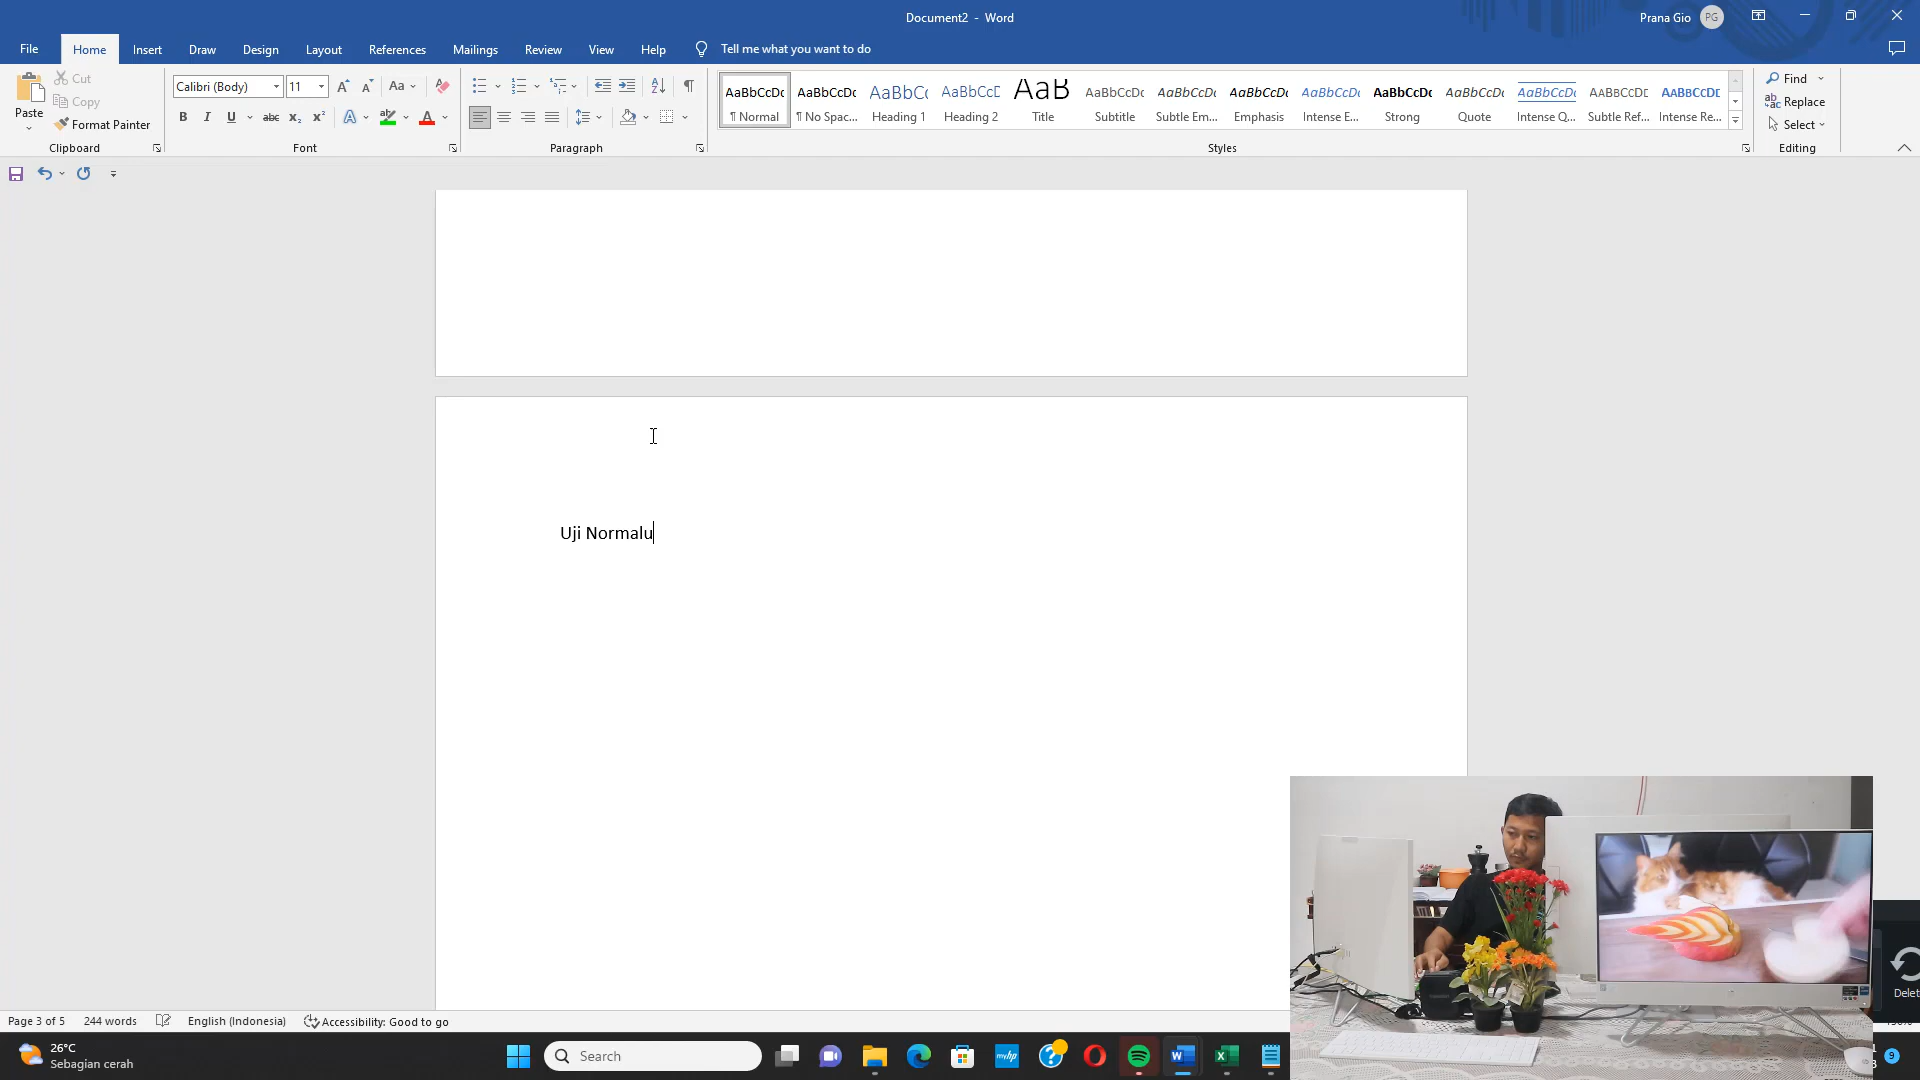 Document2 - Word
Prana Gio
PG
File
Home
Insert
Draw
Design
Layout
References
Mailings
Review
View
Help
Tell me what you want to do
Paste
Cut
Copy
Format Painter
Clipboard
Calibri (Body)
11
Font
Paragraph
AaBbCcDc
¶ Normal
AaBbCcDc
¶ No Spac...
AaBbC(
Heading 1
AaBbCcE
Heading 2
AaB
Title
AaBbCcDc
Subtitle
AaBbCcDc
Subtle Em...
AaBbCcDc
Emphasis
AaBbCcDc
Intense E...
AaBbCcDc
Strong
AaBbCcDc
Quote
AaBbCcDc
Intense Q...
AABBCCDE
Subtle Ref...
AABBCCDE
Intense Re...
Styles
Find
Replace
Select
Editing
Uji Normalu
Page 3 of 5
244 words
English (Indonesia)
Accessibility: Good to go
Delet
26°C
Sebagian cerah
Search
myhp
9